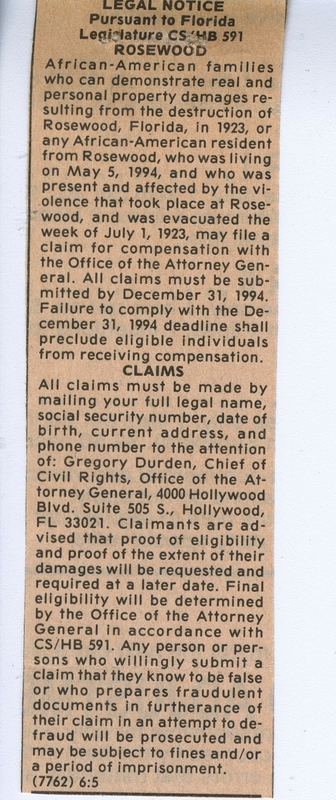 LEGAL NOTICE
Pursuant to Florida
Legislature CS/HB 591
ROSEWOOD
African-American families
who can demonstrate real and
personal property damages re-
sulting from the destruction of
Rosewood, Florida, in 1923, or
any African-American resident
from Rosewood, who was living
on May 5, 1994, and who was
present and affected by the vi-
olence that took place at Rose-
wood, and was evacuated the
week of July 1, 1923, may file a
claim for compensation with
the Office of the Attorney Gen-
eral. All claims must be sub-
mitted by December 31, 1994.
Failure to comply with the De-
cember 31, 1994 deadline shall
preclude eligible individuals
from receiving compensation.
CLAIMS
All claims must be made by
mailing your full legal name,
social security number, date of
birth, current address, and
phone number to the attention
of: Gregory Durden, Chief of
Civil Rights, Office of the At-
torney General, 4000 Hollywood
Blvd. Suite 505 S., Hollywood,
FL 33021. Claimants are ad-
vised that proof of eligibility
and proof of the extent of their
damages will be requested and
required at a later date. Final
eligibility will be determined
by the Office of the Attorney
General in accordance with
CS/HB 591. Any person or per-
sons who willingly submit a
claim that they know to be false
or who prepares fraudulent
documents in furtherance of
their claim in an attempt to de-
fraud will be prosecuted and
may be subject to fines and/or
a period of imprisonment.
(7762) 6:5